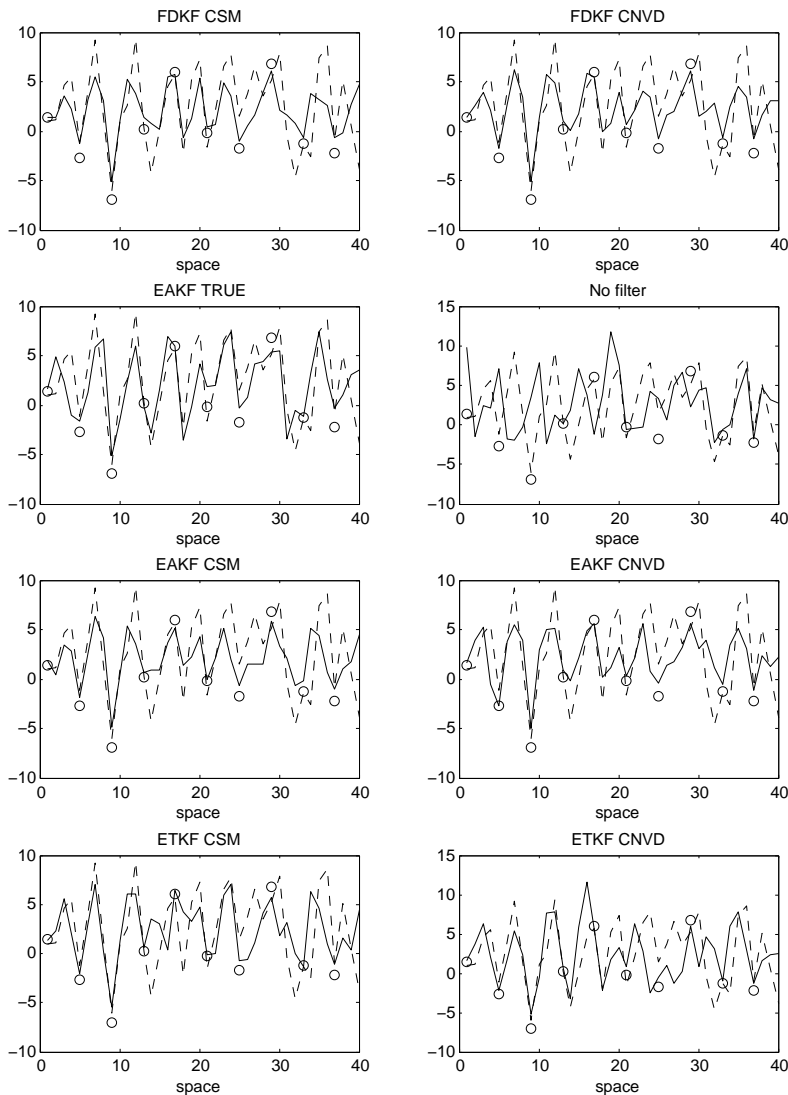 FDKF CSM
10
5
0
−5
−10
0 10 20 30 40
space
FDKF CNVD
10
5
0
−5
−10
0 10 20 30 40
space
EAKF TRUE
10
5
0
−5
−10
0 10 20 30 40
space
No filter
15
10
5
0
−5
−10
0 10 20 30 40
space
EAKF CSM
10
5
0
−5
−10
0 10 20 30 40
space
EAKF CNVD
10
5
0
−5
−10
0 10 20 30 40
space
ETKF CSM
10
5
0
−5
−10
0 10 20 30 40
space
ETKF CNVD
15
10
5
0
−5
−10
0 10 20 30 40
space